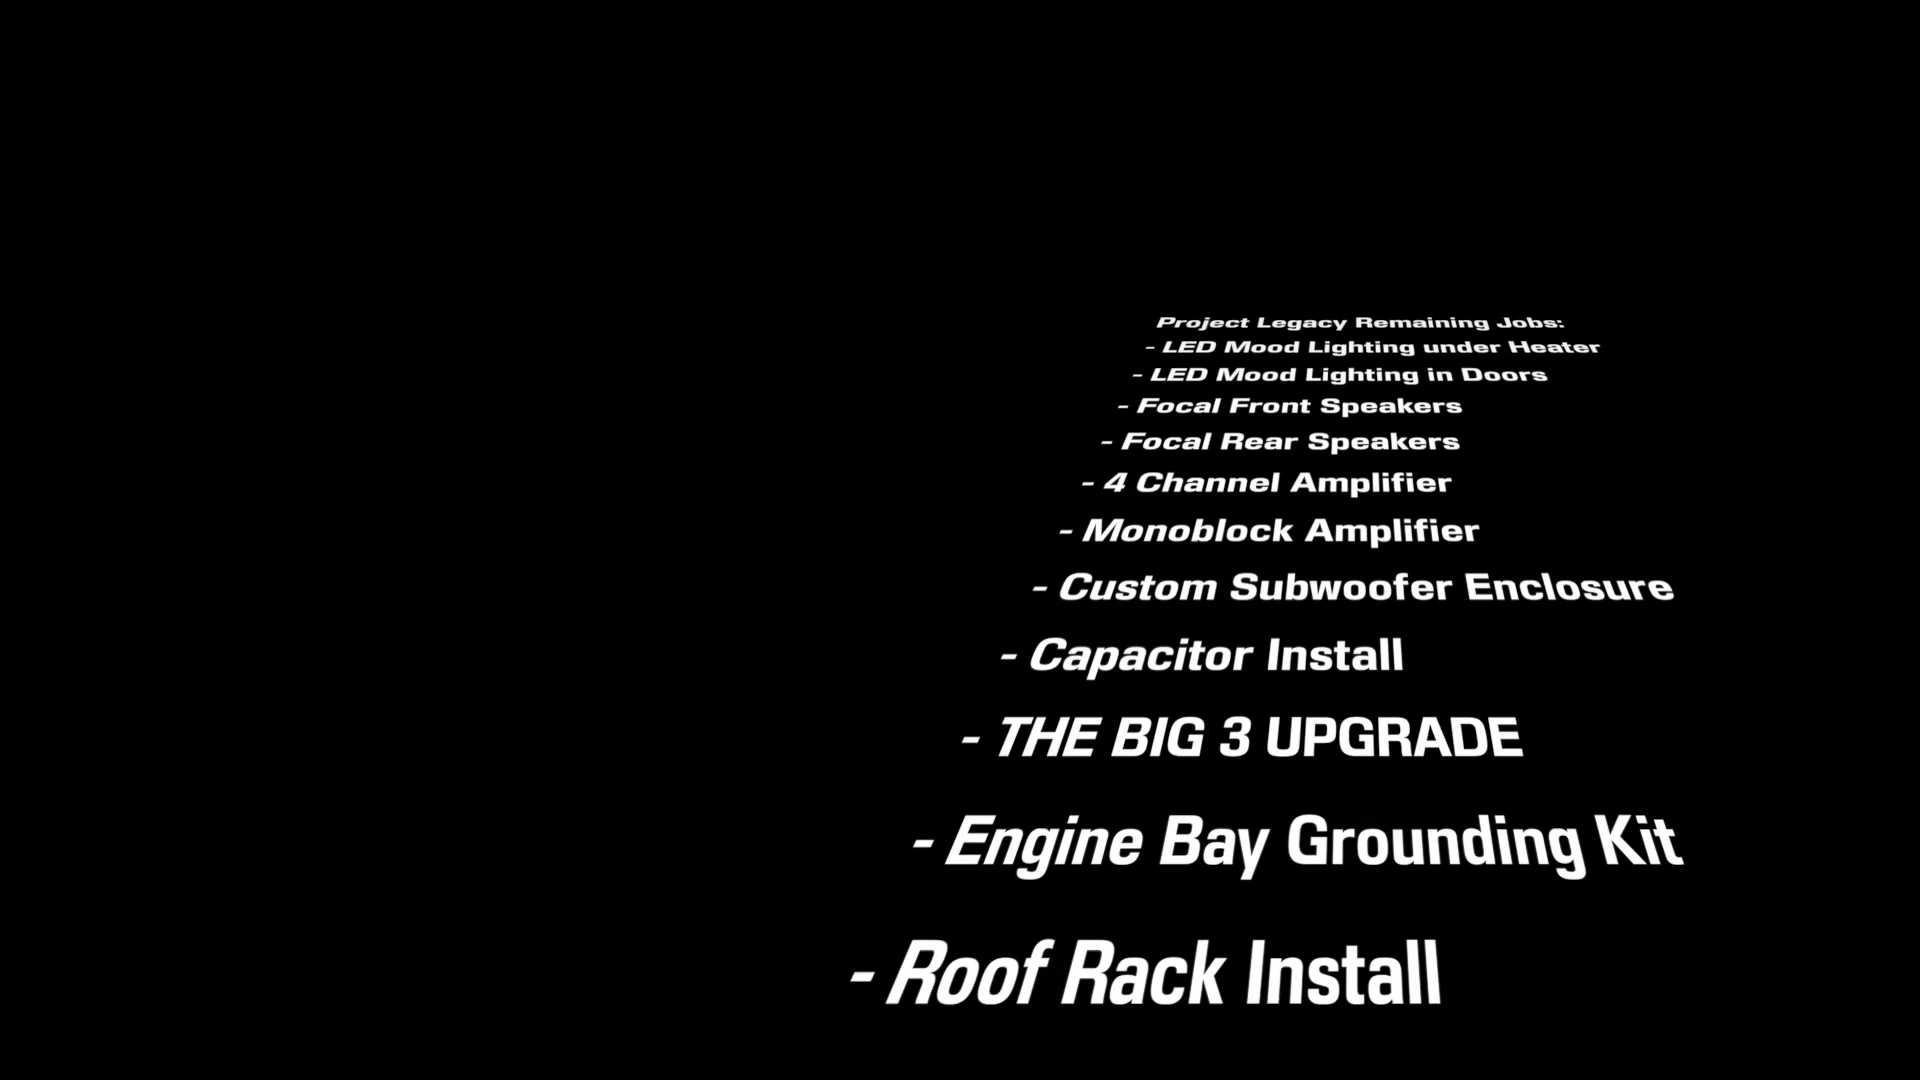 Project Legacy Remaining Jobs:
- LED Mood Lighting under Heater
- LED Mood Lighting in Doors
- Focal Front Speakers
- Focal Rear Speakers
- 4 Channel Amplifier
- Monoblock Amplifier
- Custom Subwoofer Enclosure
- Capacitor Install
- THE BIG 3 UPGRADE
- Engine Bay Grounding Kit
- Roof Rack Install